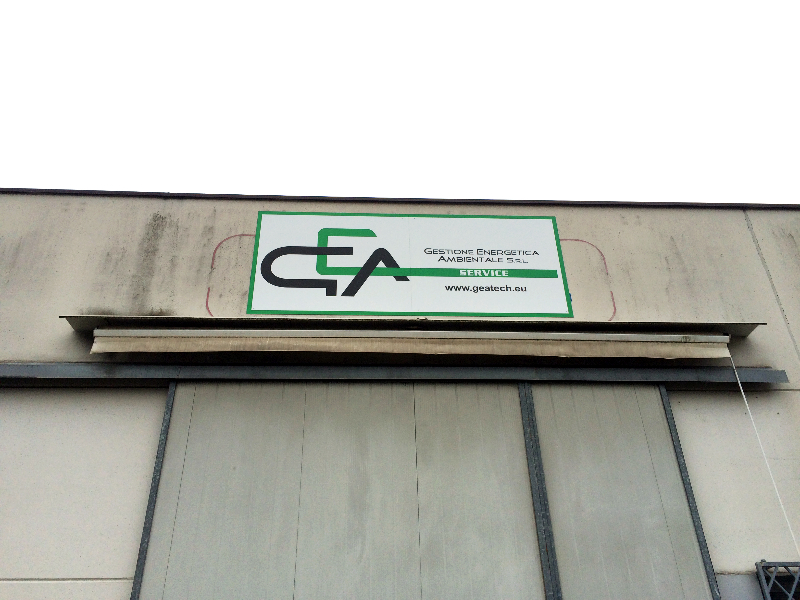 GEA
GESTIONE ENERGETICA
AMBIENTALE S.R.L
SERVICE
www.geatech.eu